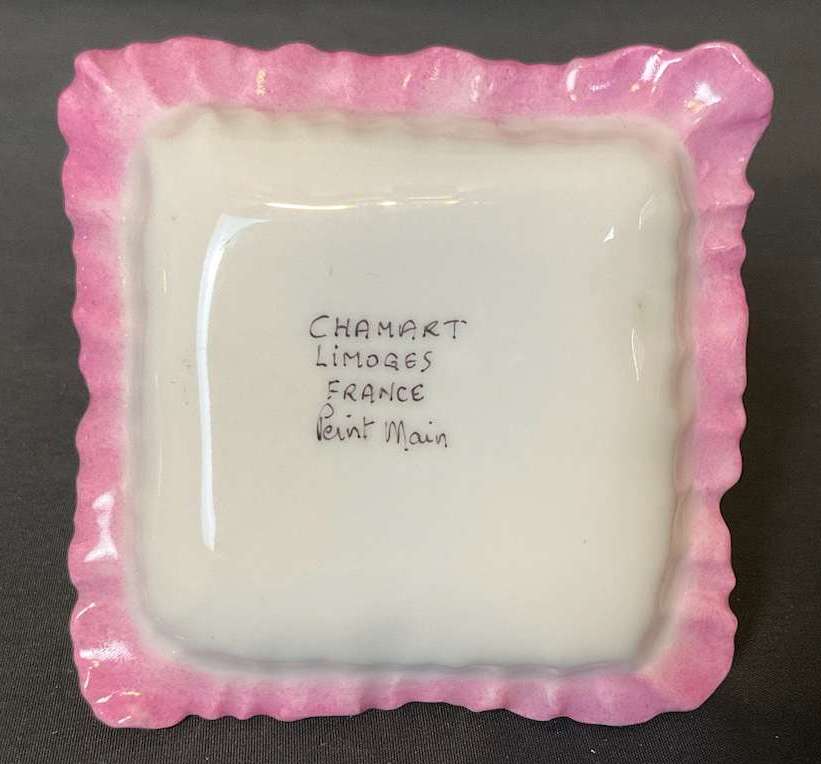 CHAMART
LiMOGES
FRANCE
Peint Main